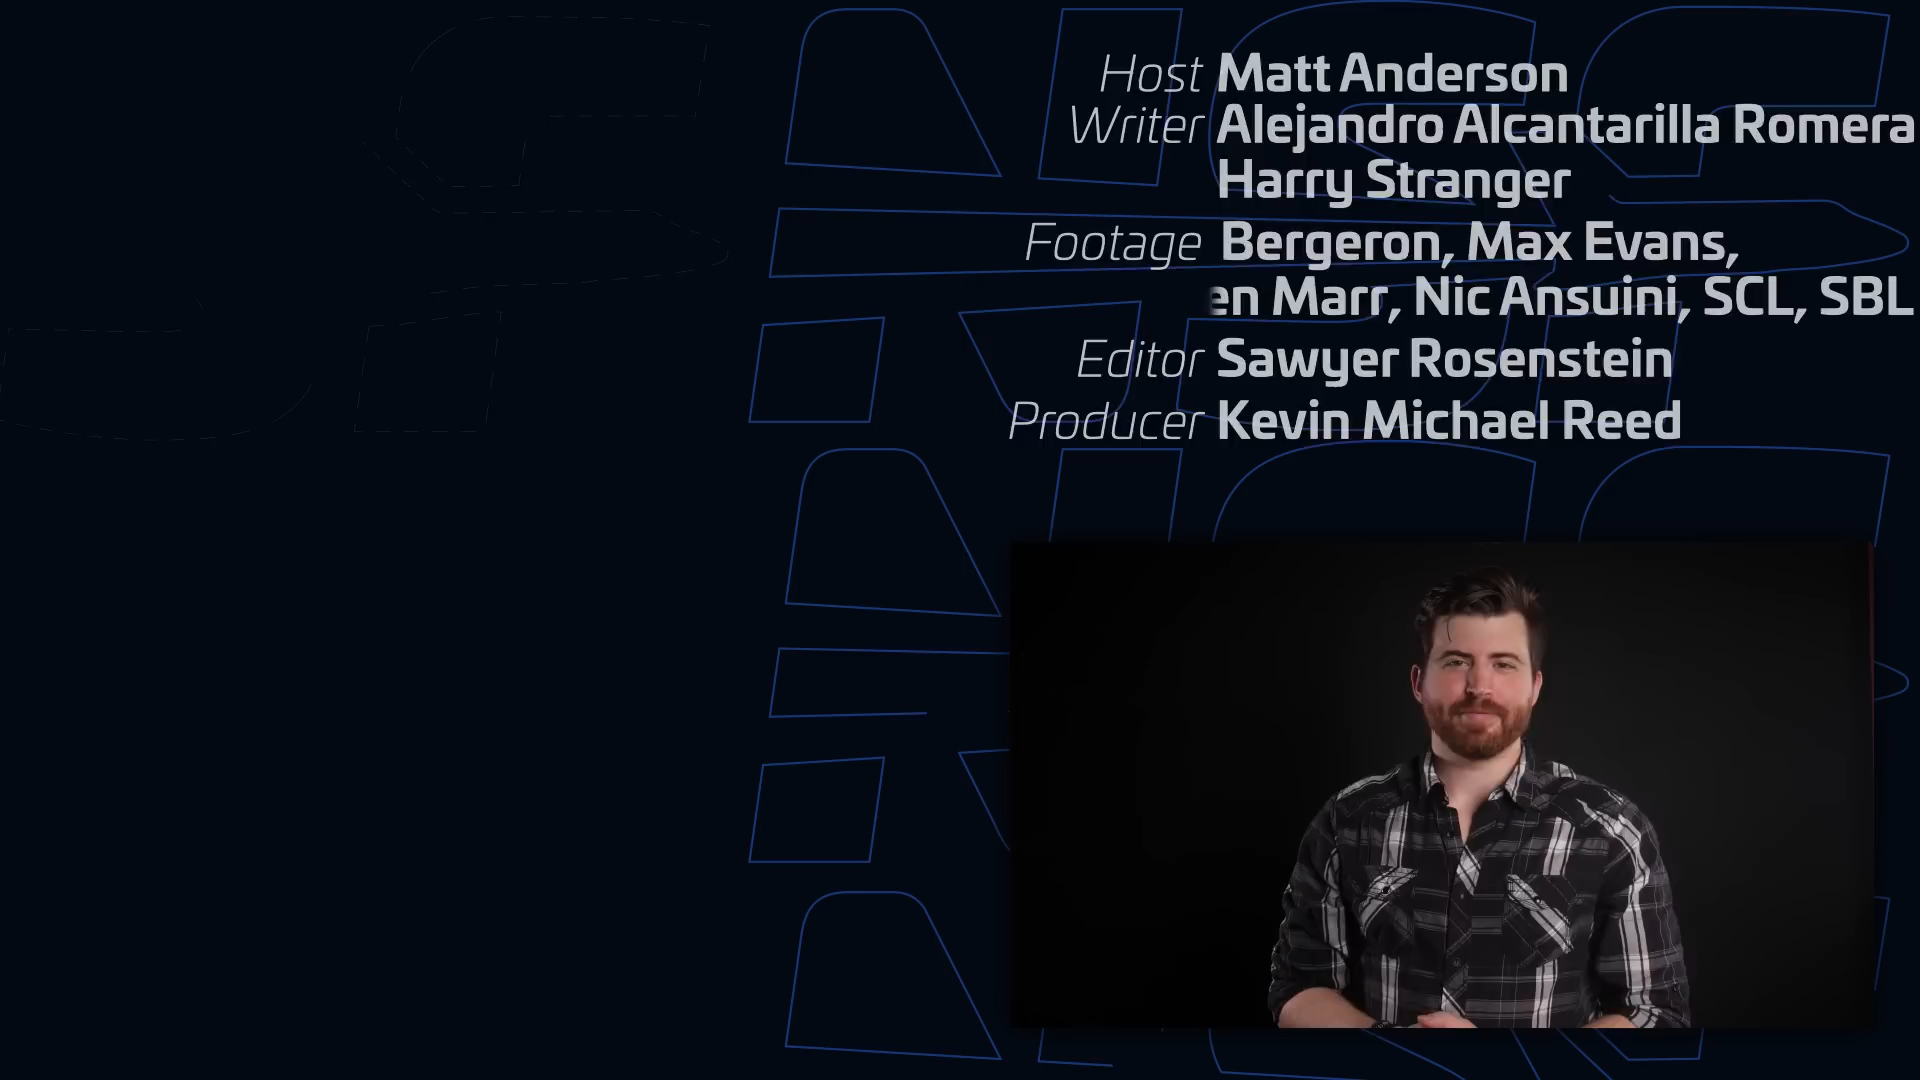 Host Matt Anderson
Writer Alejandro Alcantarilla Romera
Harry Stranger
Footage Bergeron, Max Evans,
Marr, Nic Ansuini, SCL, SBL
Editor Sawyer Rosenstein
Producer Kevin Michael Reed